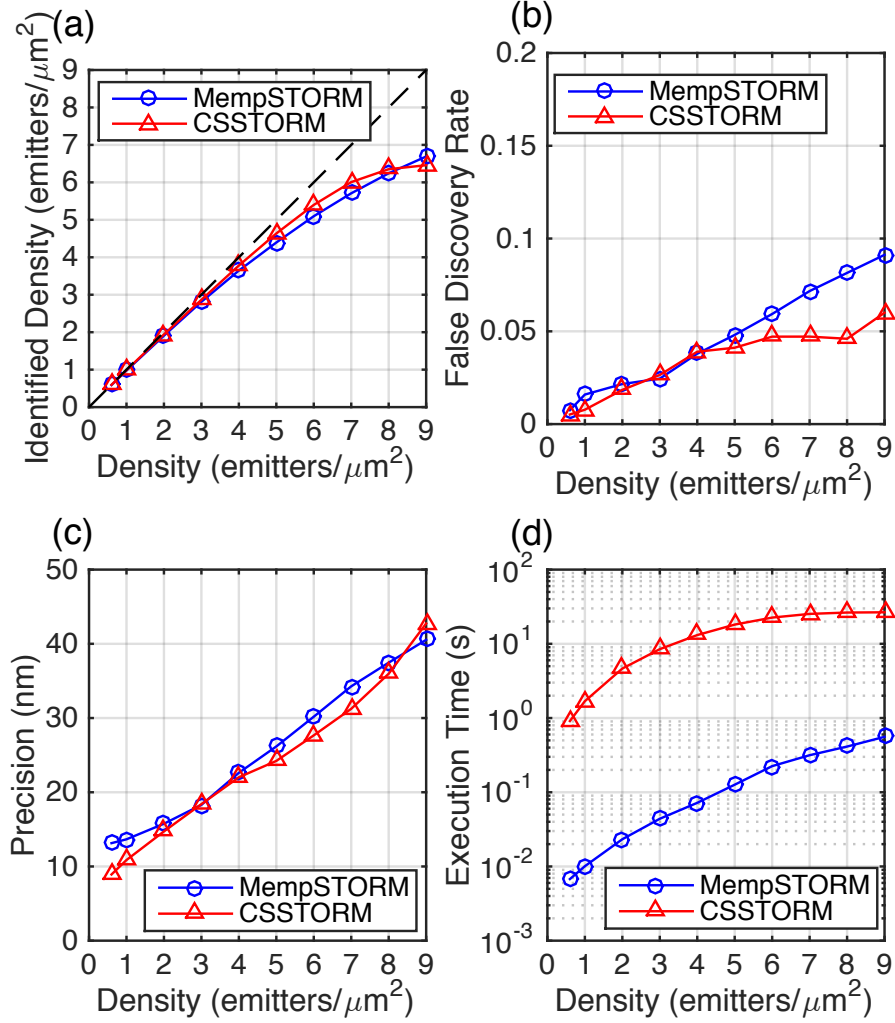 (a)
Identified Density (emitters/μm²)
9
8
7
6
5
4
3
2
1
0
MempSTORM
CSSTORM
0 1 2 3 4 5 6 7 8 9
Density (emitters/μm²)
(b)
False Discovery Rate
0.2
0.15
0.1
0.05
0
MempSTORM
CSSTORM
0 1 2 3 4 5 6 7 8 9
Density (emitters/μm²)
(c)
Precision (nm)
50
40
30
20
10
0
MempSTORM
CSSTORM
0 1 2 3 4 5 6 7 8 9
Density (emitters/μm²)
(d)
Execution Time (s)
10²
10¹
10⁰
10⁻¹
10⁻²
10⁻³
MempSTORM
CSSTORM
0 1 2 3 4 5 6 7 8 9
Density (emitters/μm²)